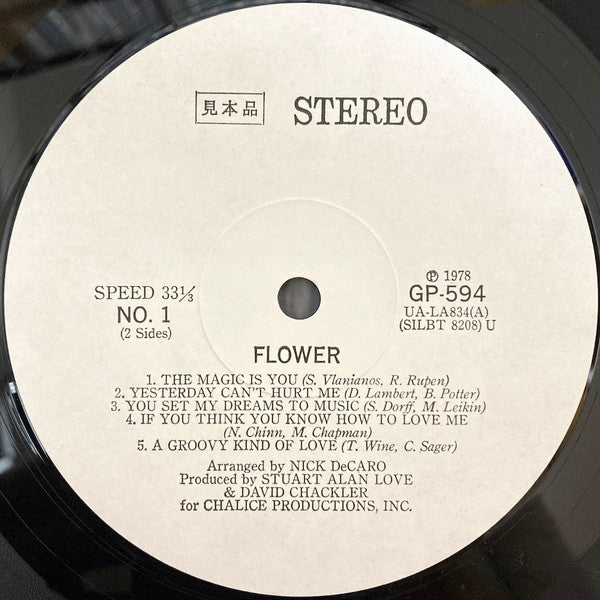 見本品 STEREO
℗ 1978
SPEED 33⅓ GP-594
NO. 1 UA-LA834(A)
(2 Sides) (SILBT 8208) U
FLOWER
1. THE MAGIC IS YOU (S. Vlanianos, R. Rupen)
2. YESTERDAY CAN'T HURT ME (D. Lambert, B. Potter)
3. YOU SET MY DREAMS TO MUSIC (S. Dorff, M. Leikin)
4. IF YOU THINK YOU KNOW HOW TO LOVE ME
(N. Chinn, M. Chapman)
5. A GROOVY KIND OF LOVE (T. Wine, C. Sager)
Arranged by NICK DeCARO
Produced by STUART ALAN LOVE
& DAVID CHACKLER
for CHALICE PRODUCTIONS, INC.